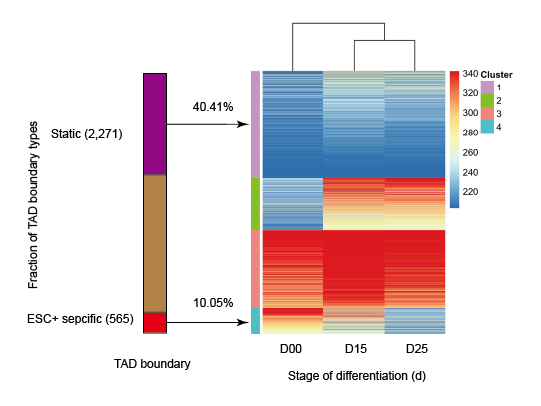 Fraction of TAD boundary types
Static (2,271)
ESC+ sepcific (565)
TAD boundary
40.41%
10.05%
D00 D15 D25
Stage of differentiation (d)
340
320
300
280
260
240
220
Cluster
1
2
3
4